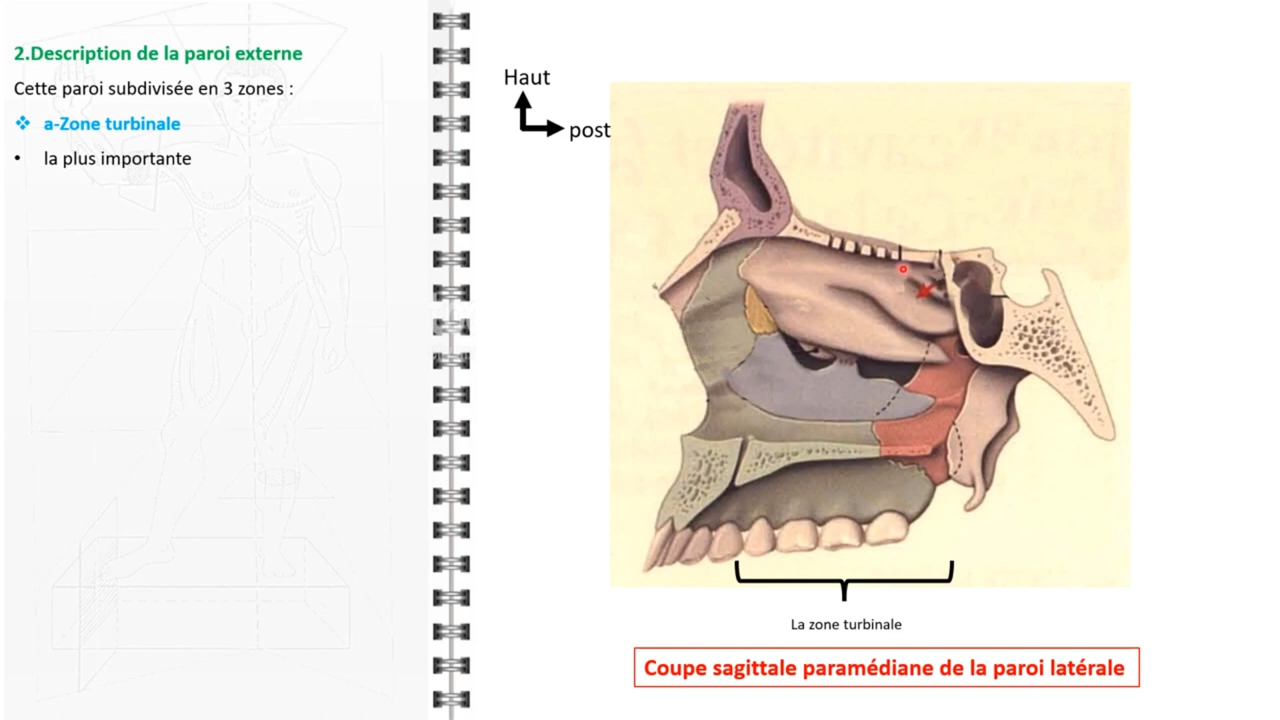 2.Description de la paroi externe
Cette paroi subdivisée en 3 zones :
❖ a-Zone turbinale
• la plus importante
Haut
post
La zone turbinale
Coupe sagittale paramédiane de la paroi latérale